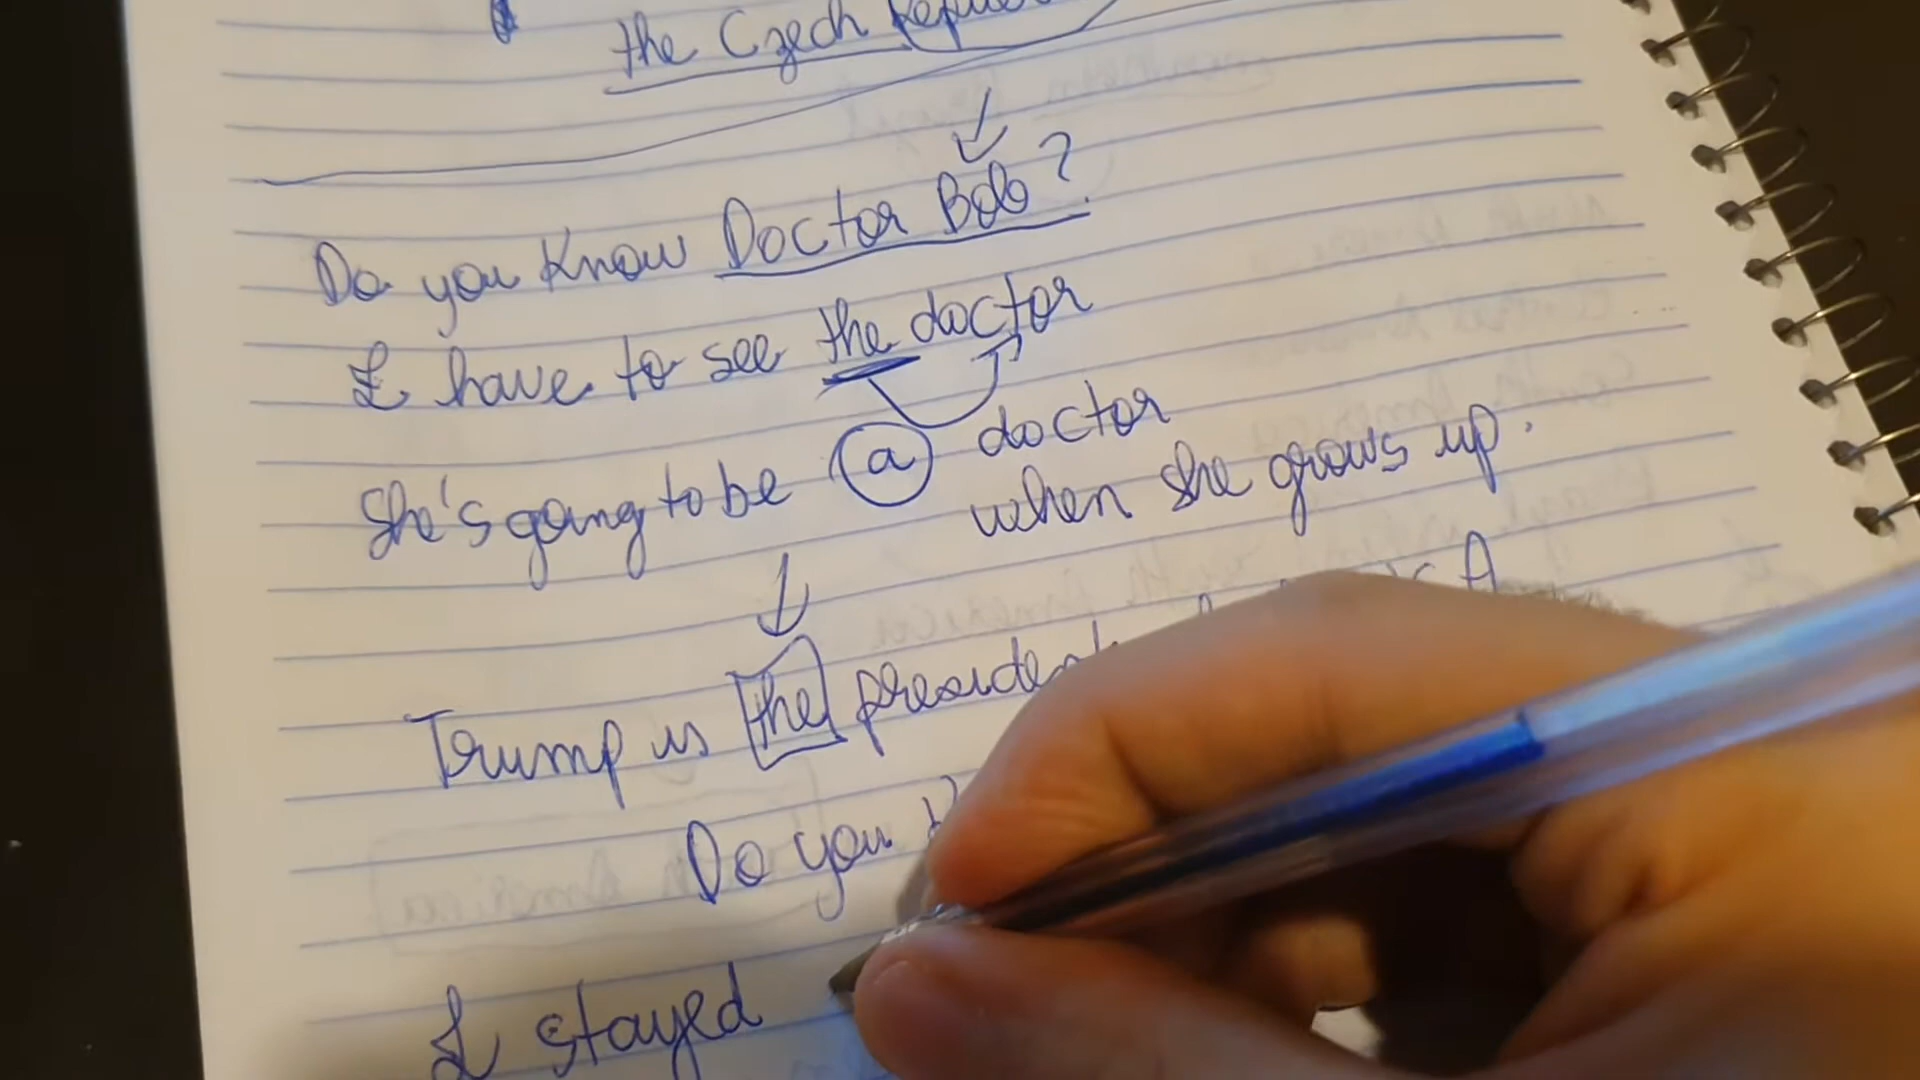 the Czech
Do you know Doctor Bob?
I have to see the doctor
She's going to be a doctor
when she grows up.
Trump is the president
Do you
I stayed